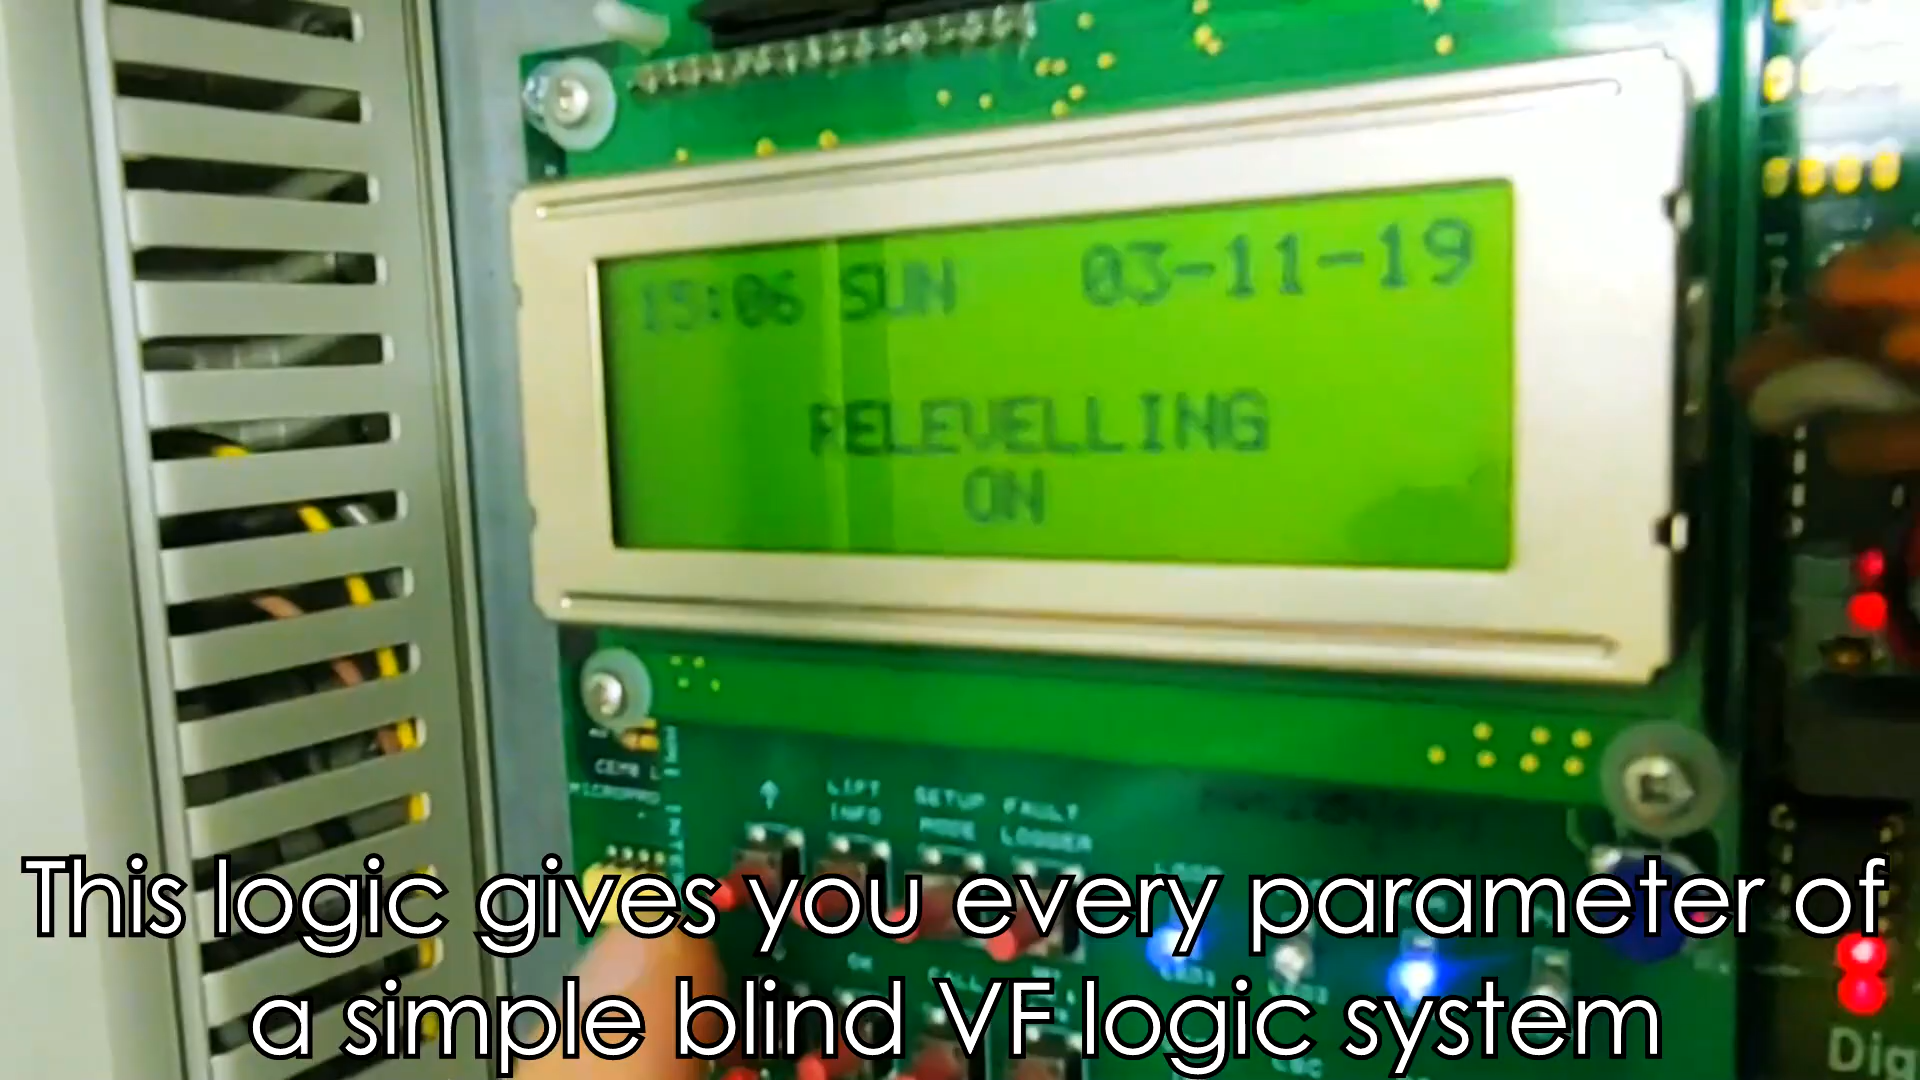 15:06 SUN 03-11-19
RELEVELLING
ON
LIFT INFO
SETUP MODE
FAULT LOGGER
This logic gives you every parameter of
a simple blind VF logic system
Dig